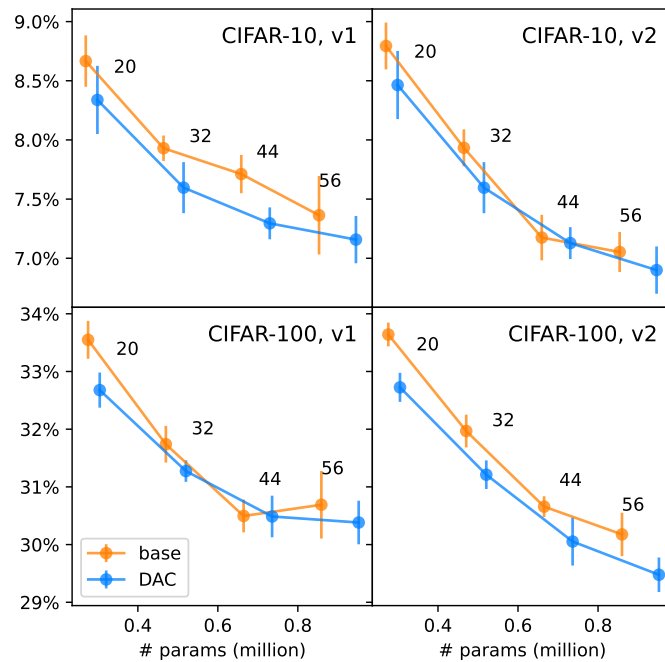 9.0%
8.5%
8.0%
7.5%
7.0%
CIFAR-10, v1
20
32
44
56
CIFAR-10, v2
20
32
44
56
34%
33%
32%
31%
30%
29%
CIFAR-100, v1
20
32
44
56
base
DAC
CIFAR-100, v2
20
32
44
56
0.4 0.6 0.8
# params (million)
0.4 0.6 0.8
# params (million)